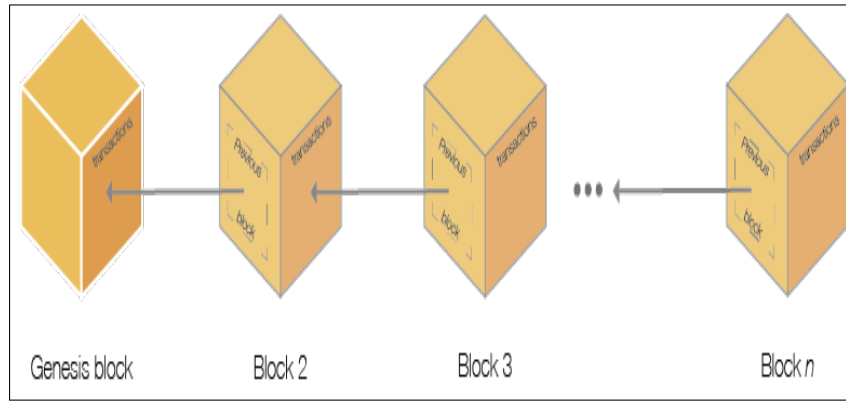 transactions
Previous
block
transactions
Previous
block
transactions
Previous
block
transactions
Genesis block
Block 2
Block 3
Block n